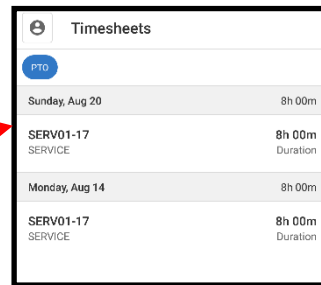 Timesheets
PTO
Sunday, Aug 20 8h 00m
SERV01-17 8h 00m
SERVICE Duration
Monday, Aug 14 8h 00m
SERV01-17 8h 00m
SERVICE Duration